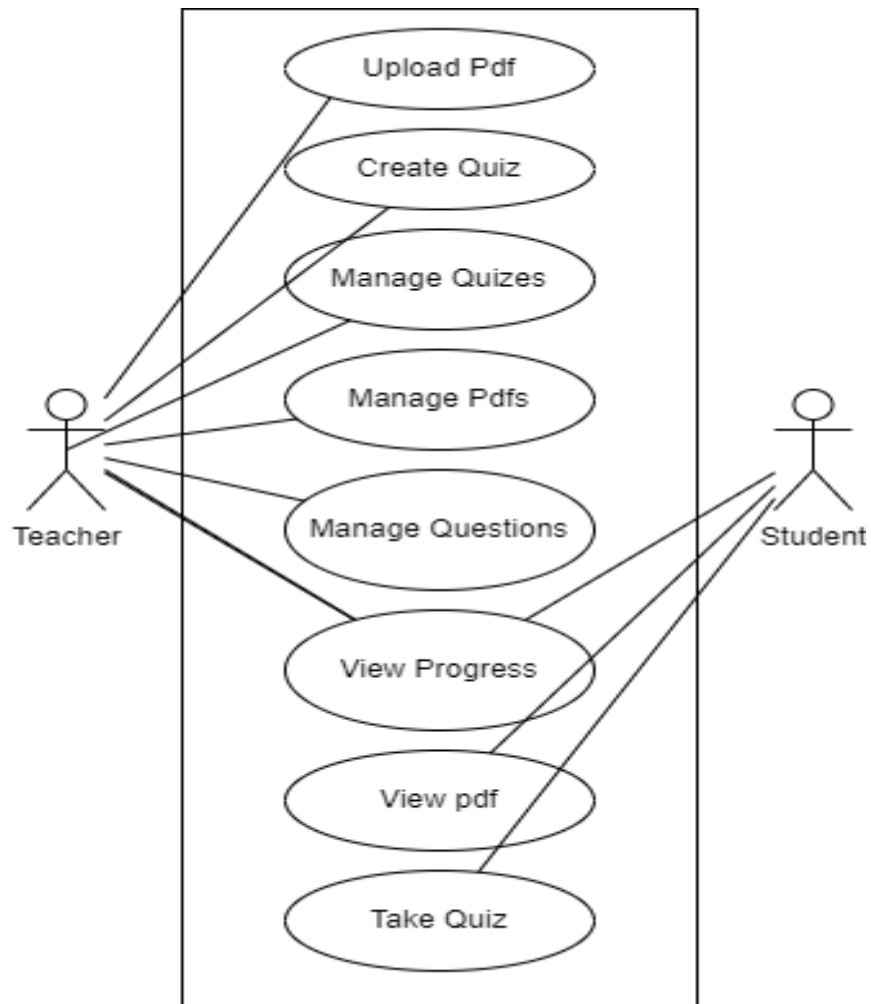 Upload Pdf
Create Quiz
Manage Quizes
Manage Pdfs
Manage Questions
Teacher
Student
View Progress
View pdf
Take Quiz